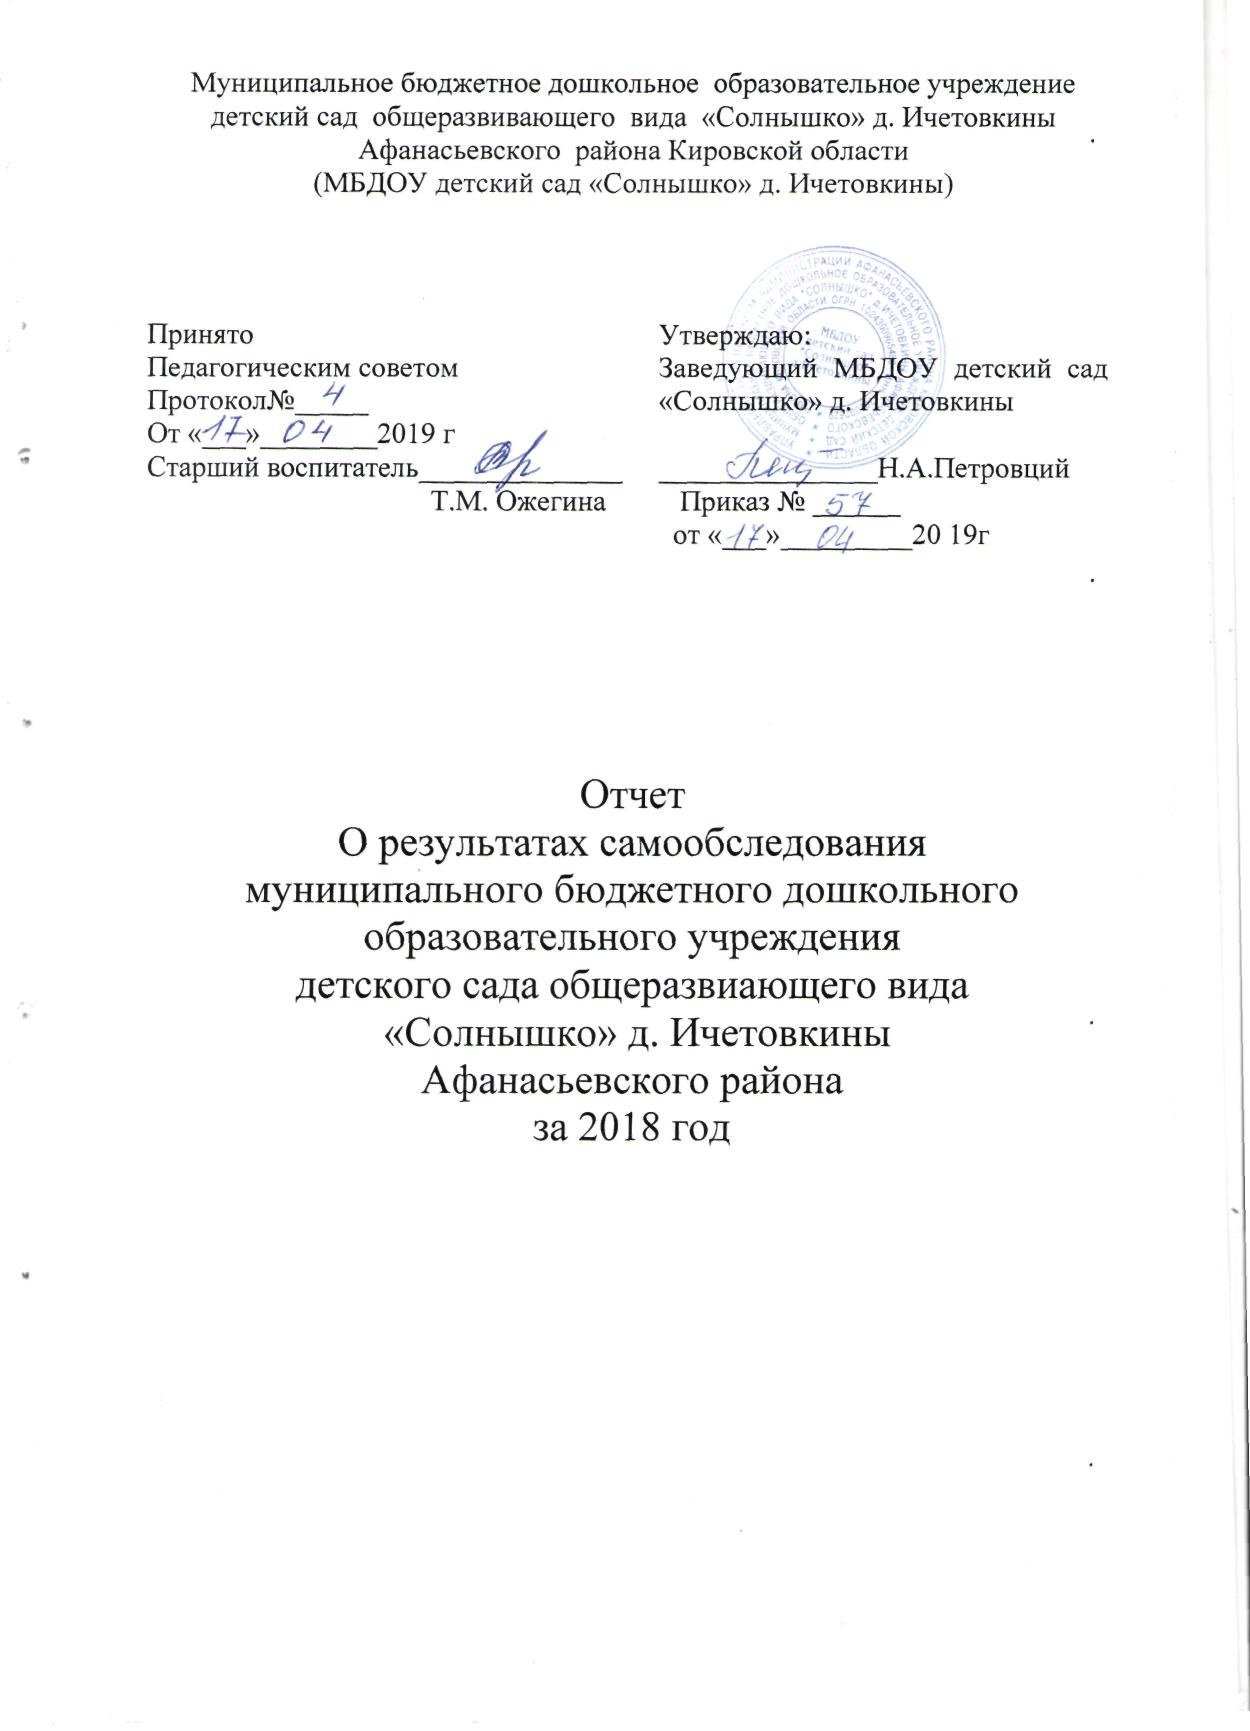 Муниципальное бюджетное дошкольное образовательное учреждение
детский сад общеразвивающего вида «Солнышко» д. Ичетовкины
Афанасьевского района Кировской области
(МБДОУ детский сад «Солнышко» д. Ичетовкины)
Принято
Педагогическим советом
Протокол№ 4
От «17» 04 2019 г
Старший воспитатель
Т.М. Ожегина
Утверждаю:
Заведующий МБДОУ детский сад
«Солнышко» д. Ичетовкины
Н.А.Петровций
Приказ № 57
от «17» 04 20 19г
МБДОУ
детский сад
Отчет
О результатах самообследования
муниципального бюджетного дошкольного
образовательного учреждения
детского сада общеразвиающего вида
«Солнышко» д. Ичетовкины
Афанасьевского района
за 2018 год